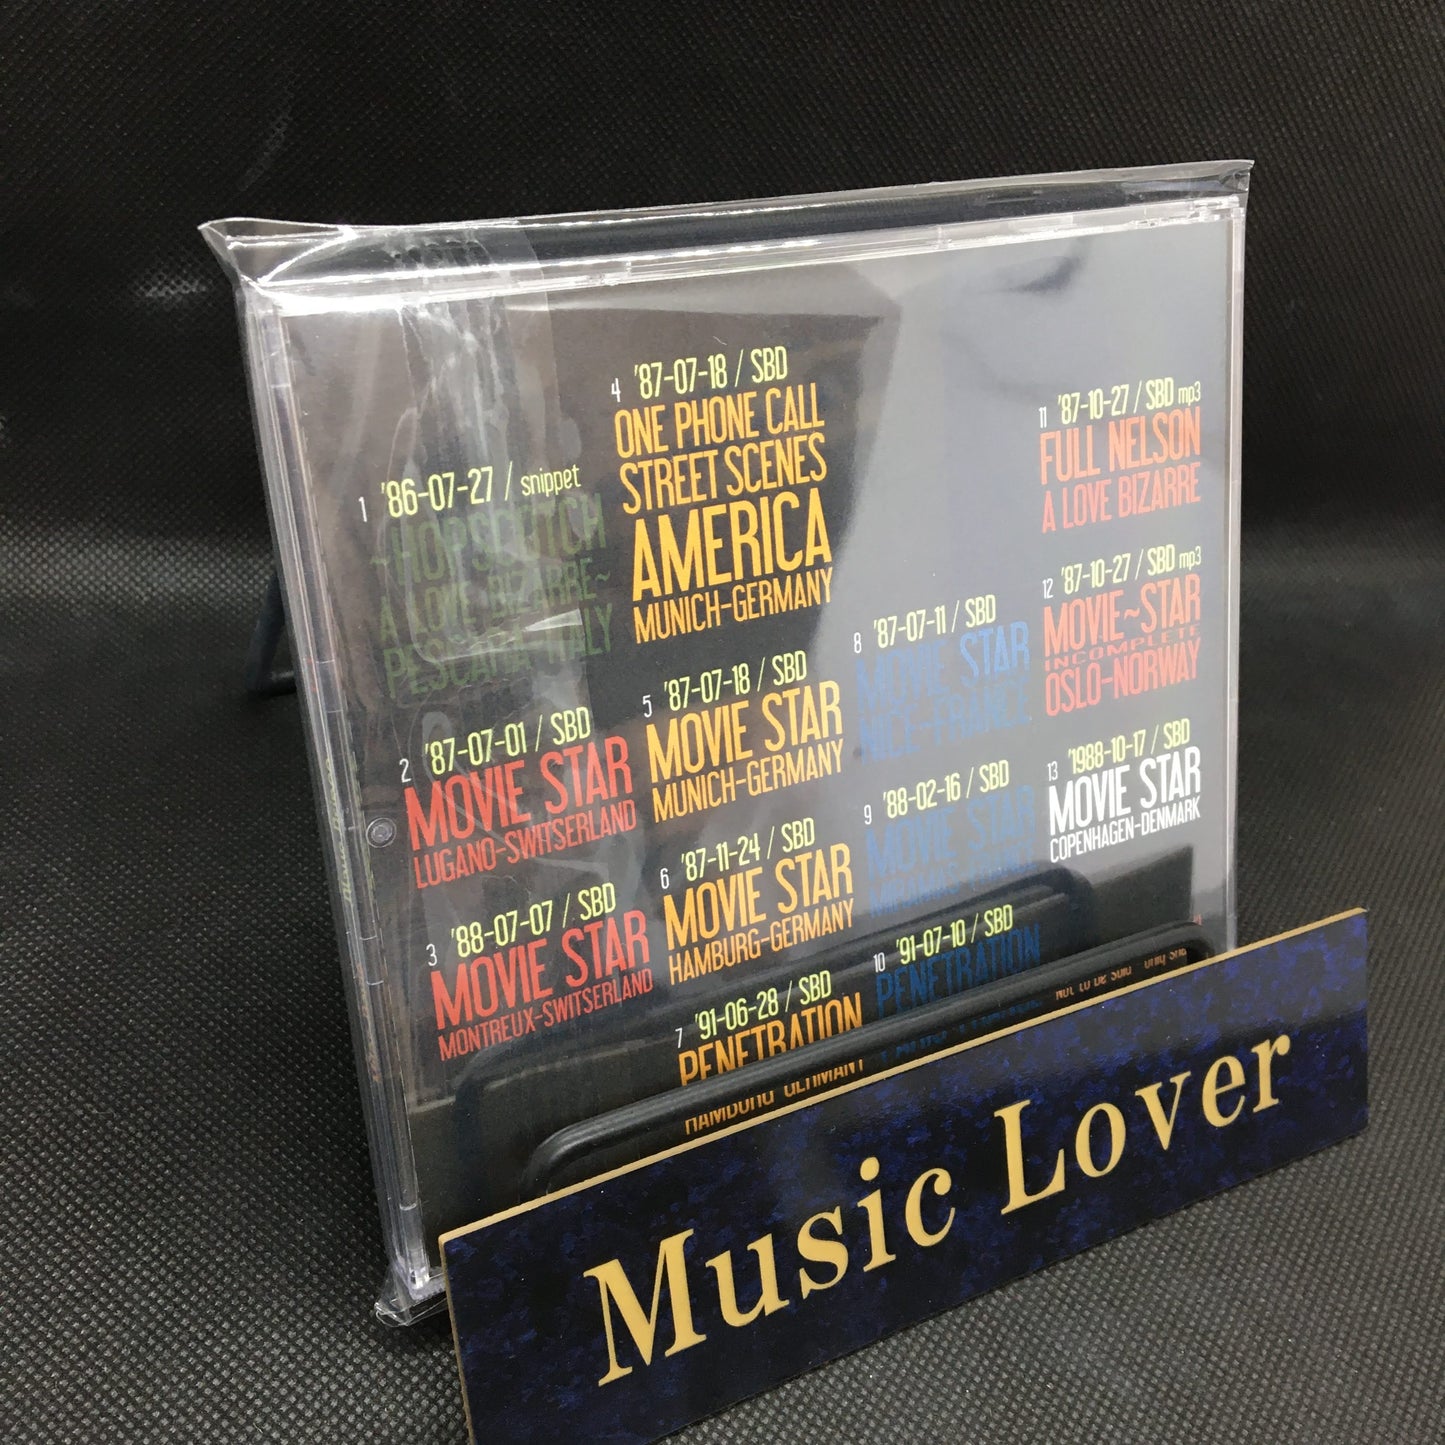 1 '86-07-27 / snippet
~HOPSCOTCH
A LOVE BIZARRE~
PESCARA-ITALY
2 '87-07-01 / SBD
MOVIE STAR
LUGANO-SWITSERLAND
3 '88-07-07 / SBD
MOVIE STAR
MONTREUX-SWITSERLAND
4 '87-07-18 / SBD
ONE PHONE CALL
STREET SCENES
AMERICA
MUNICH-GERMANY
5 '87-07-18 / SBD
MOVIE STAR
MUNICH-GERMANY
6 '87-11-24 / SBD
MOVIE STAR
HAMBURG-GERMANY
7 '91-06-28 / SBD
PENETRATION
HAMBURG-GERMANY
8 '87-07-11 / SBD
MOVIE STAR
NICE-FRANCE
9 '88-02-16 / SBD
MOVIE STAR
10 '91-07-10 / SBD
PENETRATION
11 '87-10-27 / SBD mp3
FULL NELSON
A LOVE BIZARRE
12 '87-10-27 / SBD mp3
MOVIE~STAR
INCOMPLETE
OSLO-NORWAY
13 '1988-10-17 / SBD
MOVIE STAR
COPENHAGEN-DENMARK
Not to be sold
Music Lover